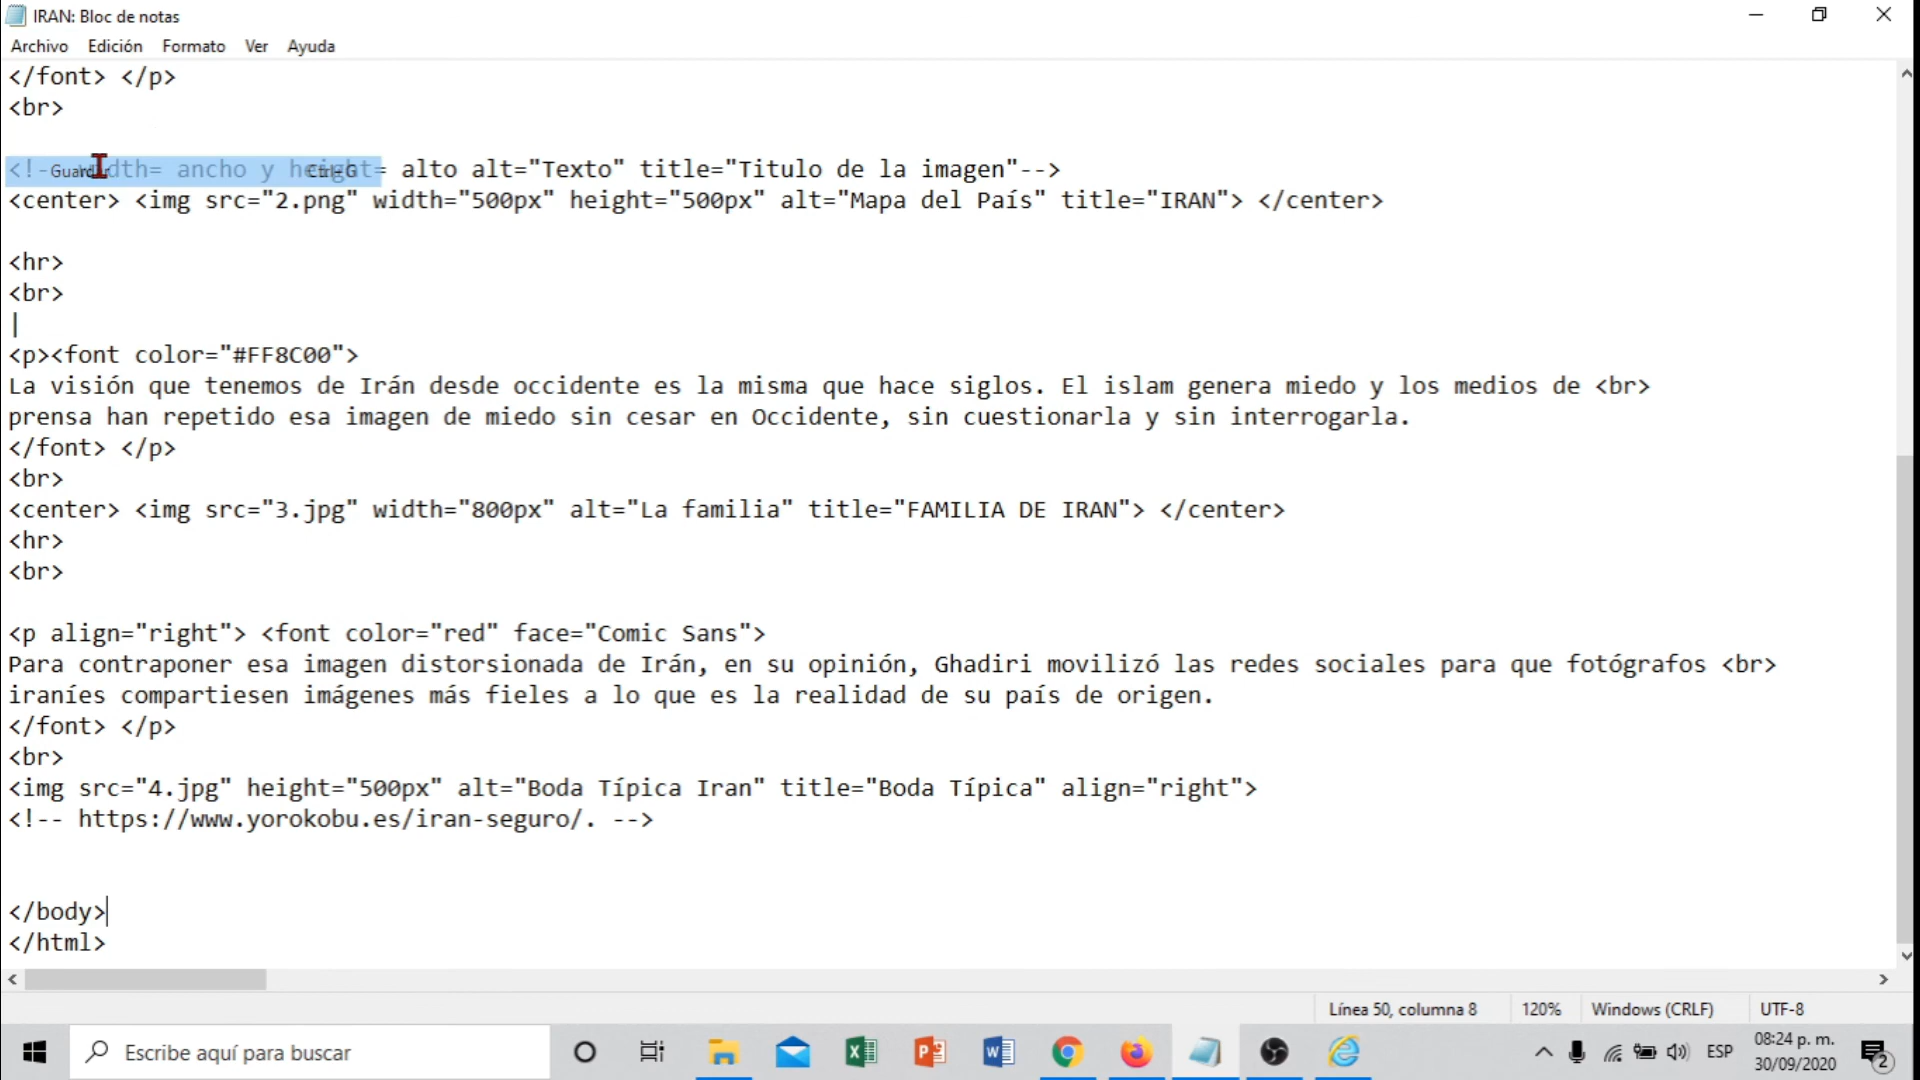 IRAN: Bloc de notas
Archivo Edición Formato Ver Ayuda
</font> </p>
<br>
<!-- width= ancho y height= alto alt="Texto" title="Titulo de la imagen"-->
Guardar Ctrl+G
<center> <img src="2.png" width="500px" height="500px" alt="Mapa del País" title="IRAN"> </center>
<hr>
<br>
<p><font color="#FF8C00">
La visión que tenemos de Irán desde occidente es la misma que hace siglos. El islam genera miedo y los medios de <br>
prensa han repetido esa imagen de miedo sin cesar en Occidente, sin cuestionarla y sin interrogarla.
</font> </p>
<br>
<center> <img src="3.jpg" width="800px" alt="La familia" title="FAMILIA DE IRAN"> </center>
<hr>
<br>
<p align="right"> <font color="red" face="Comic Sans">
Para contraponer esa imagen distorsionada de Irán, en su opinión, Ghadiri movilizó las redes sociales para que fotógrafos <br>
iraníes compartiesen imágenes más fieles a lo que es la realidad de su país de origen.
</font> </p>
<br>
<img src="4.jpg" height="500px" alt="Boda Típica Iran" title="Boda Típica" align="right">
<!-- https://www.yorokobu.es/iran-seguro/. -->
</body>
</html>
Línea 50, columna 8 120% Windows (CRLF) UTF-8
Escribe aquí para buscar
ESP
08:24 p. m.
30/09/2020
2